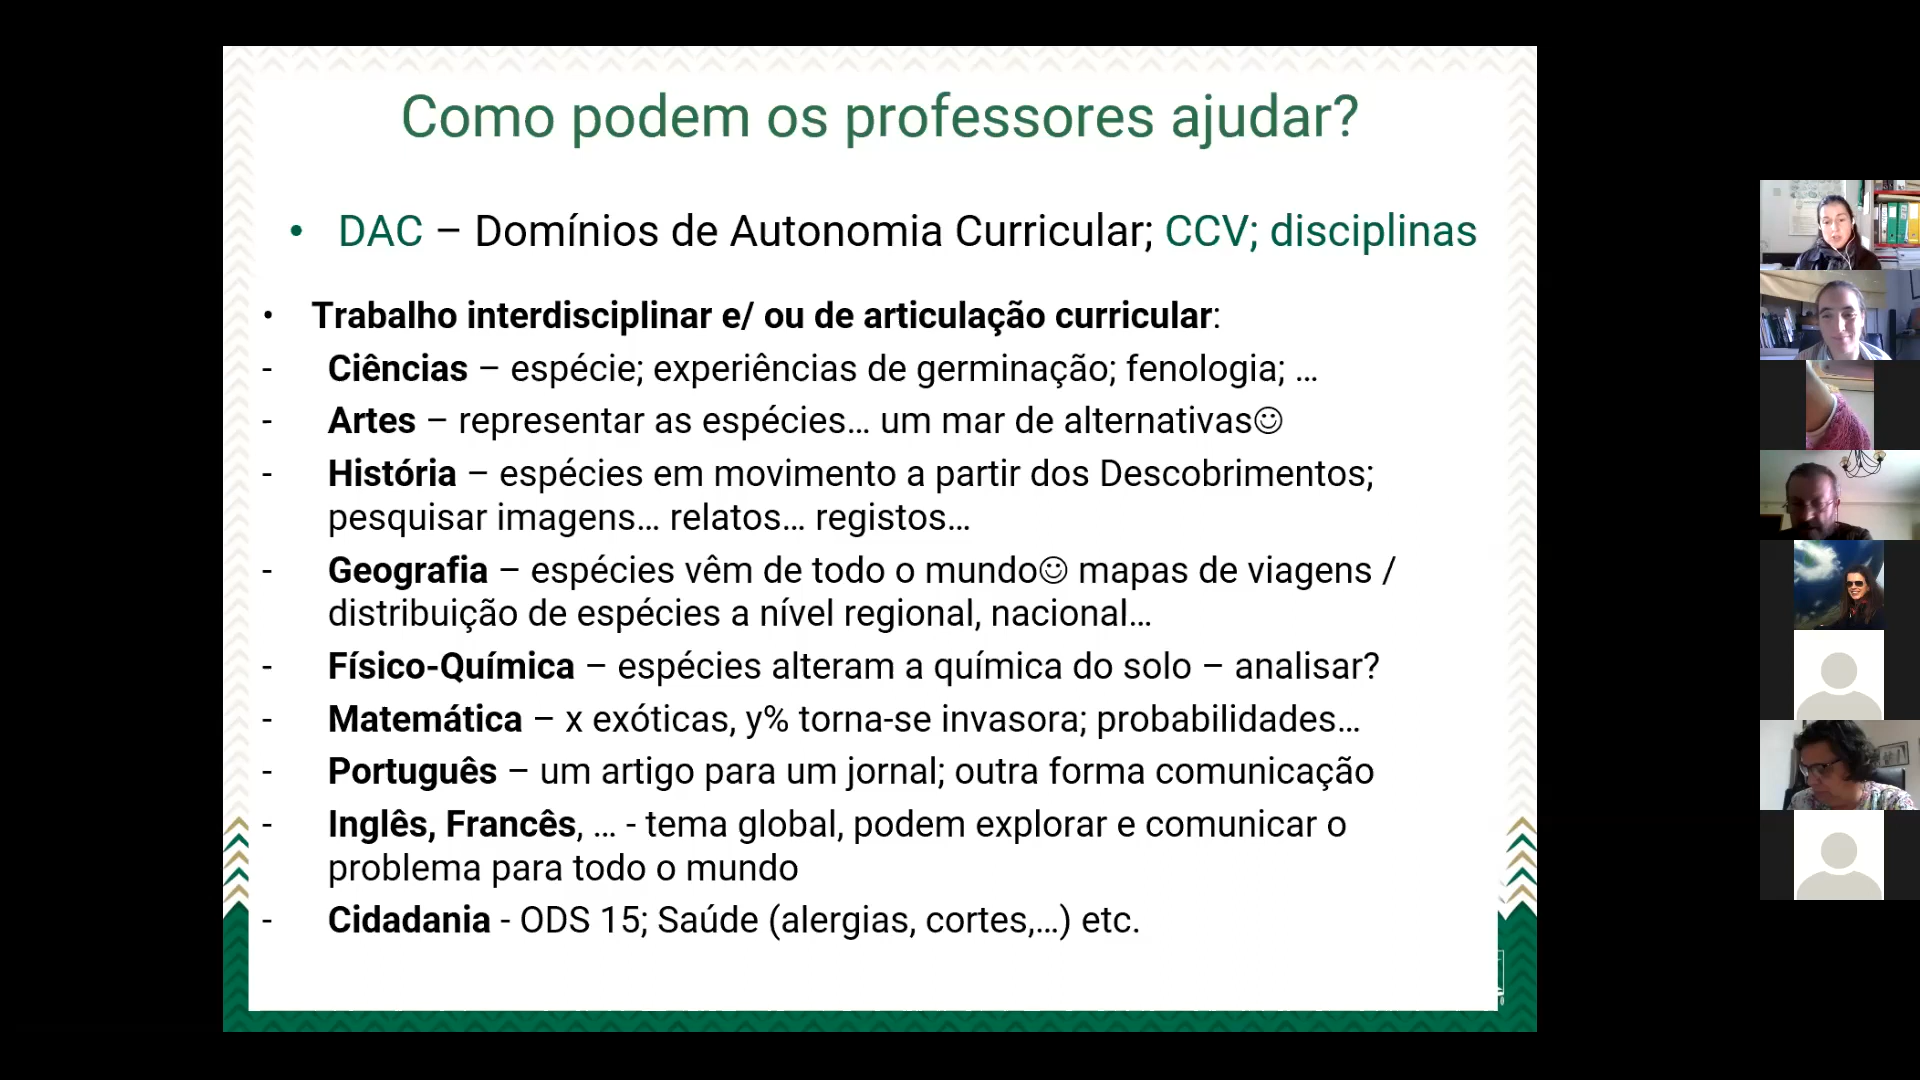 Como podem os professores ajudar?
• DAC – Domínios de Autonomia Curricular; CCV; disciplinas
• Trabalho interdisciplinar e/ ou de articulação curricular:
- Ciências – espécie; experiências de germinação; fenologia; …
- Artes – representar as espécies… um mar de alternativas☺
- História – espécies em movimento a partir dos Descobrimentos;
pesquisar imagens… relatos… registos…
- Geografia – espécies vêm de todo o mundo☺ mapas de viagens /
distribuição de espécies a nível regional, nacional…
- Físico-Química – espécies alteram a química do solo – analisar?
- Matemática – x exóticas, y% torna-se invasora; probabilidades…
- Português – um artigo para um jornal; outra forma comunicação
- Inglês, Francês, … - tema global, podem explorar e comunicar o
problema para todo o mundo
- Cidadania - ODS 15; Saúde (alergias, cortes,…) etc.